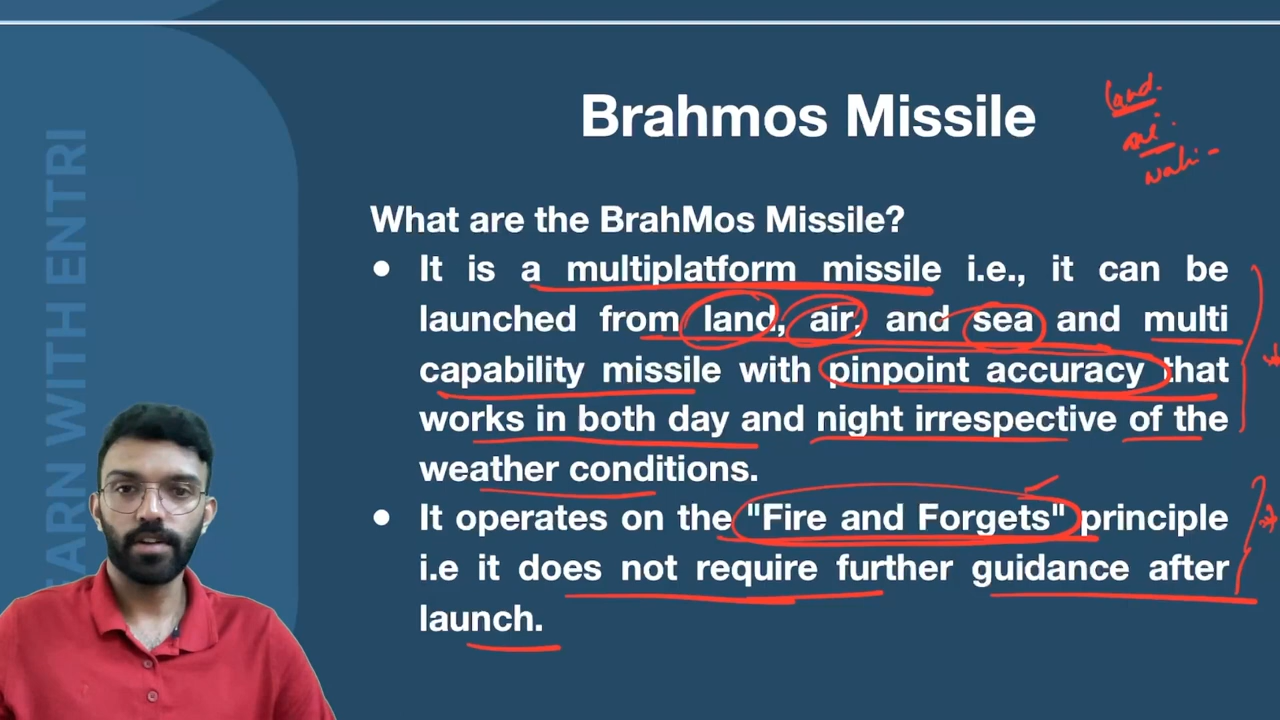 Brahmos Missile
land.
What are the BrahMos Missile?
● It is a multiplatform missile i.e., it can be
launched from land, air, and sea and multi
capability missile with pinpoint accuracy that
works in both day and night irrespective of the
weather conditions.
● It operates on the "Fire and Forgets" principle
i.e it does not require further guidance after
launch.
ARN WITH ENTRI